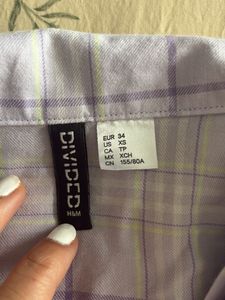 DIVIDED
H&M
EUR 34
US XS
CA TP
MX XCH
CN 155/80A